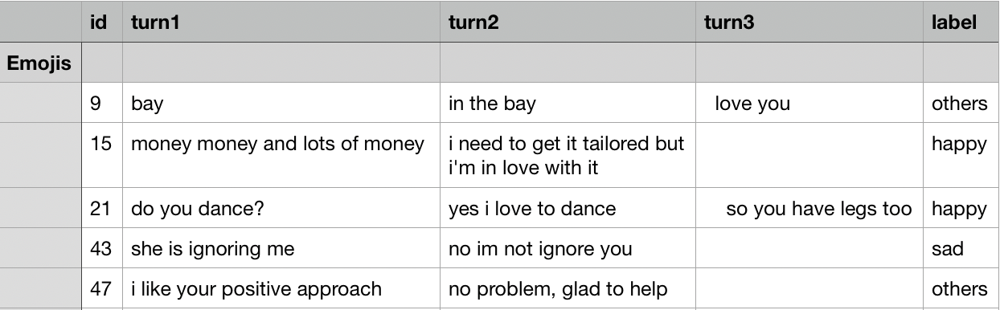 id turn1 turn2 turn3 label
Emojis
9 bay in the bay love you others
15 money money and lots of money i need to get it tailored but happy
i'm in love with it
21 do you dance? yes i love to dance so you have legs too happy
43 she is ignoring me no im not ignore you sad
47 i like your positive approach no problem, glad to help others